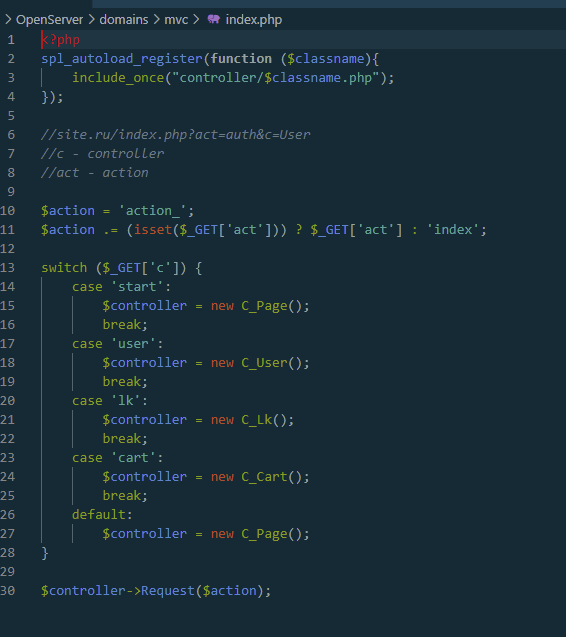 OpenServer > domains > mvc > index.php
1 <?php
2 spl_autoload_register(function ($classname){
3     include_once("controller/$classname.php");
4 });
5
6 //site.ru/index.php?act=auth&c=User
7 //c - controller
8 //act - action
9
10 $action = 'action_';
11 $action .= (isset($_GET['act'])) ? $_GET['act'] : 'index';
12
13 switch ($_GET['c']) {
14     case 'start':
15         $controller = new C_Page();
16         break;
17     case 'user':
18         $controller = new C_User();
19         break;
20     case 'lk':
21         $controller = new C_Lk();
22         break;
23     case 'cart':
24         $controller = new C_Cart();
25         break;
26     default:
27         $controller = new C_Page();
28 }
29
30 $controller->Request($action);